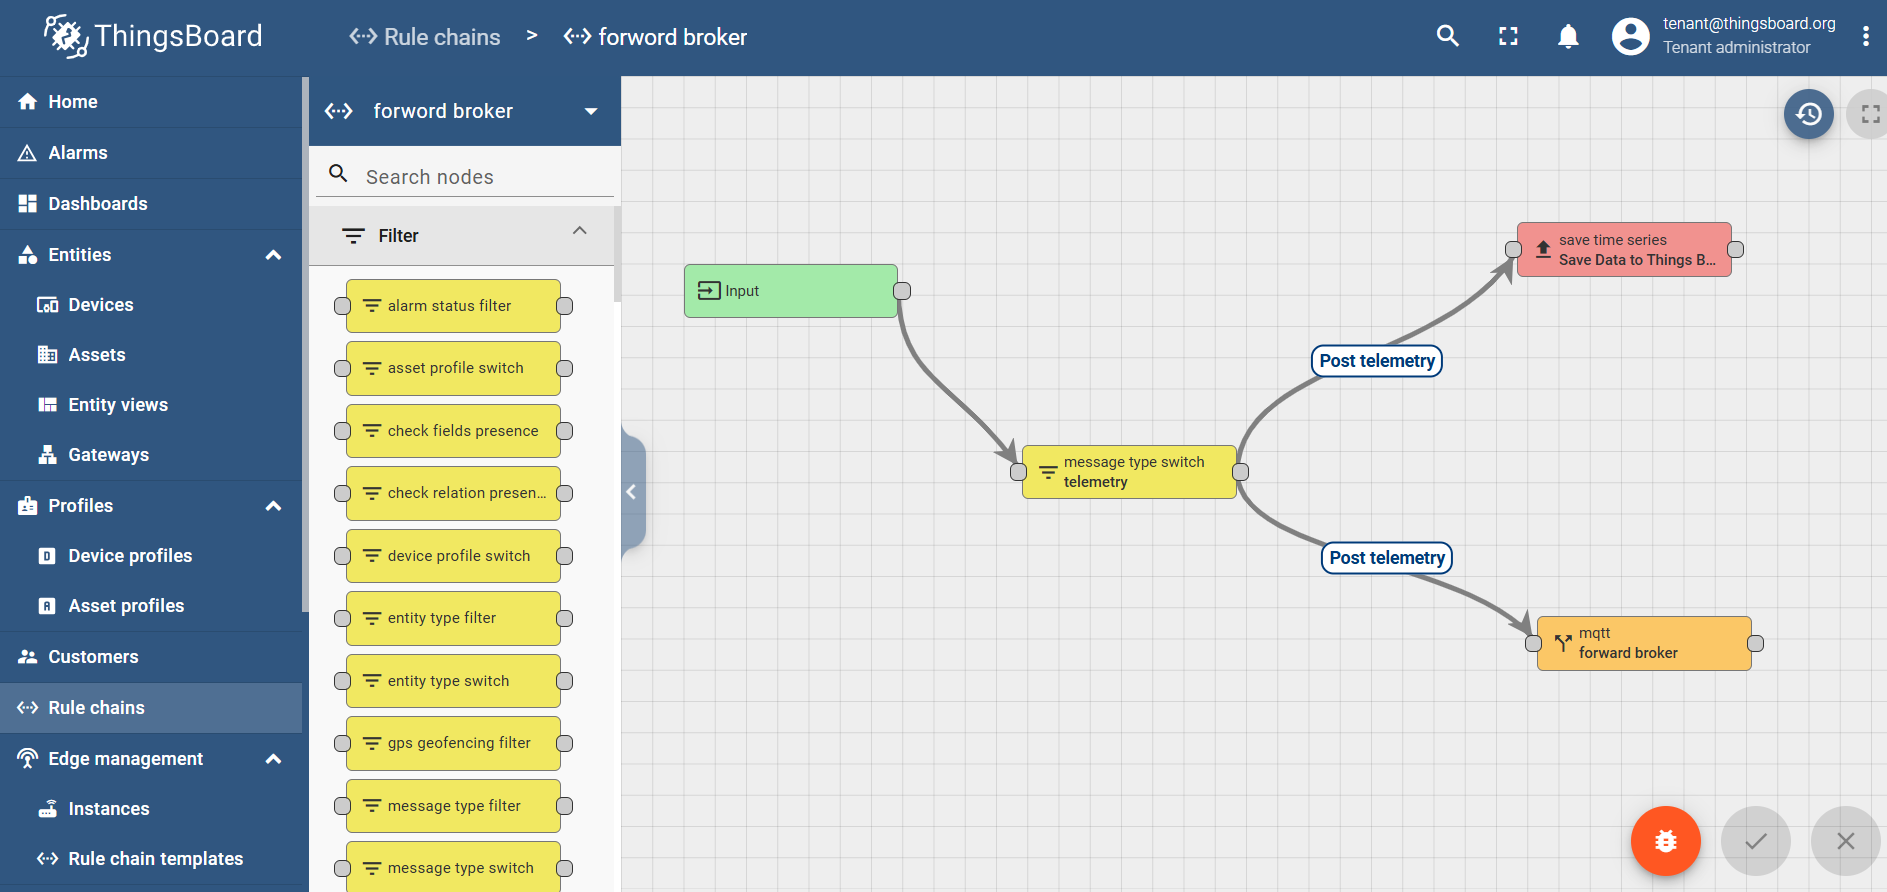 ThingsBoard
Rule chains > forword broker
tenant@thingsboard.org
Tenant administrator
Home
Alarms
Dashboards
Entities
Devices
Assets
Entity views
Gateways
Profiles
Device profiles
Asset profiles
Customers
Rule chains
Edge management
Instances
Rule chain templates
forword broker
Search nodes
Filter
alarm status filter
asset profile switch
check fields presence
check relation presen...
device profile switch
entity type filter
entity type switch
gps geofencing filter
message type filter
message type switch
Input
message type switch
telemetry
Post telemetry
Post telemetry
save time series
Save Data to Things B...
mqtt
forward broker